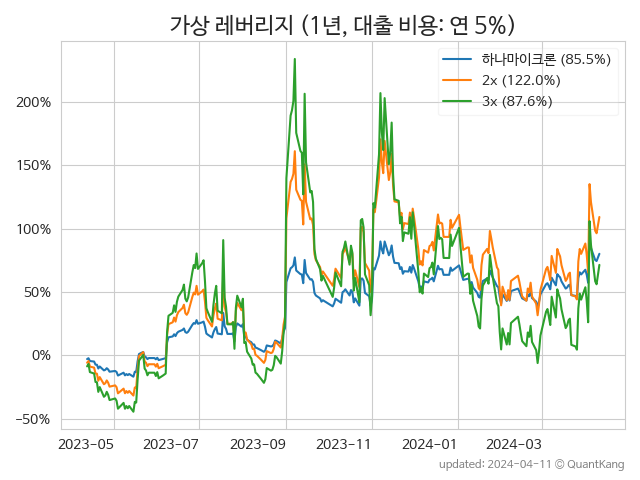 가상 레버리지 (1년, 대출 비용: 연 5%)
하나마이크론 (85.5%)
2x (122.0%)
3x (87.6%)
200%
150%
100%
50%
0%
−50%
2023-05
2023-07
2023-09
2023-11
2024-01
2024-03
updated: 2024-04-11 © QuantKang